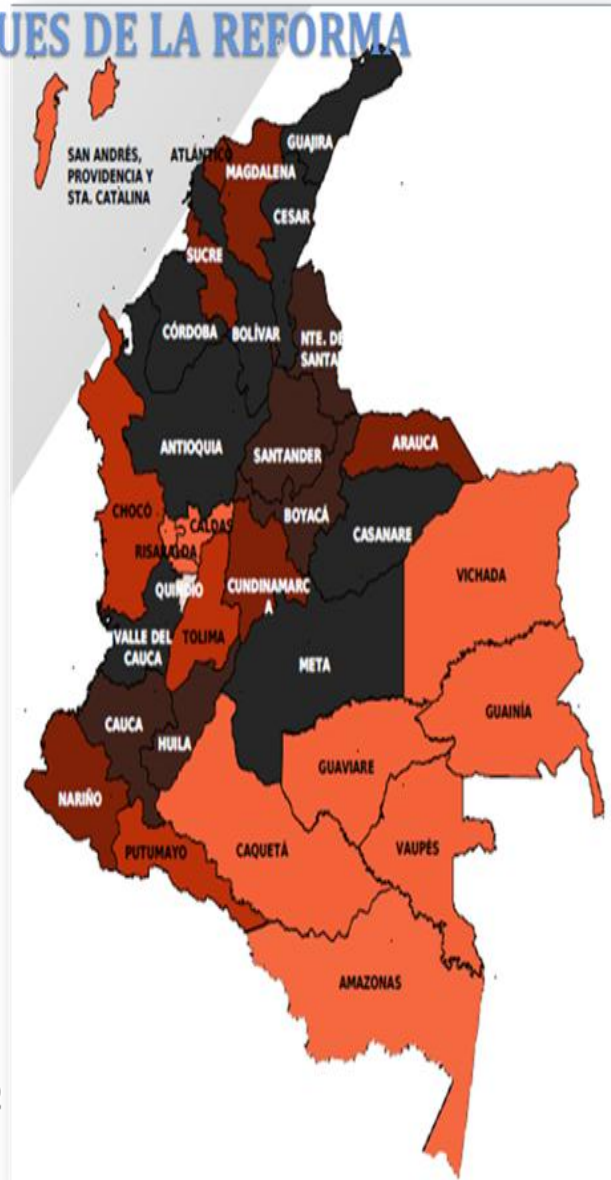 UES DE LA REFORMA
SAN ANDRÉS,
PROVIDENCIA Y
STA. CATALINA
ATLÁNTICO
GUAJIRA
MAGDALENA
CESAR
SUCRE
CÓRDOBA
BOLÍVAR
NTE. DE
SANTA
ANTIOQUIA
SANTANDER
ARAUCA
CHOCÓ
CALDAS
BOYACÁ
CASANARE
RISARALDA
VICHADA
QUINDÍO
CUNDINAMARC
A
VALLE DEL
CAUCA
TOLIMA
META
CAUCA
GUAINÍA
HUILA
GUAVIARE
NARIÑO
PUTUMAYO
CAQUETÁ
VAUPÉS
AMAZONAS